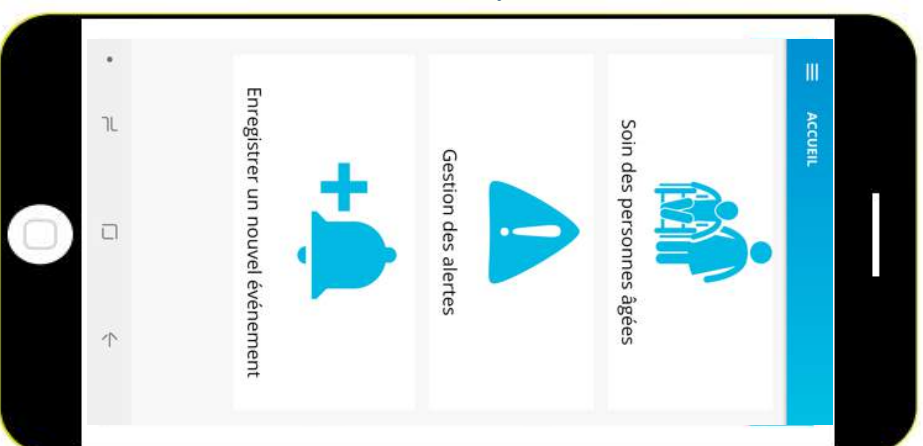 ACCUEIL
Soin des personnes âgées
Gestion des alertes
Enregistrer un nouvel événement